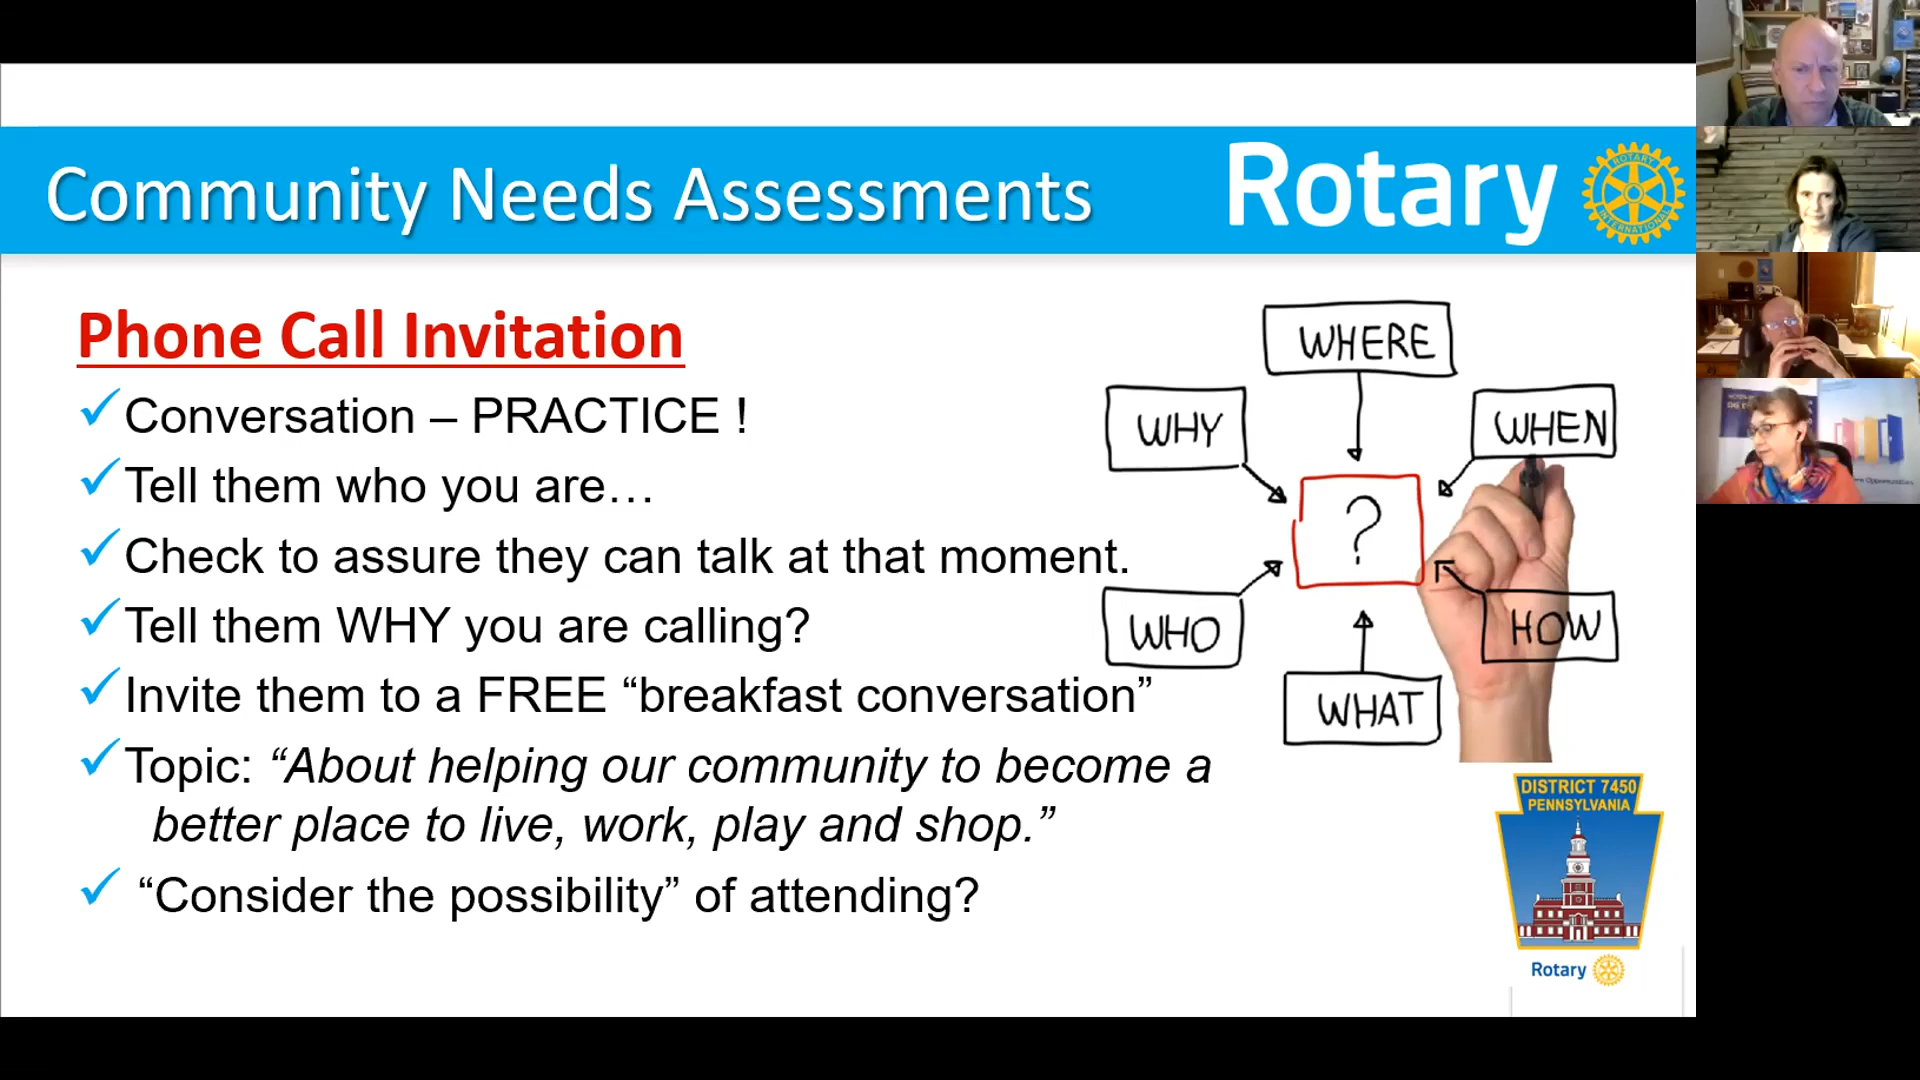 Community Needs Assessments
Rotary
ROTARY
INTERNATIONAL
Phone Call Invitation
Conversation – PRACTICE !
Tell them who you are…
Check to assure they can talk at that moment.
Tell them WHY you are calling?
Invite them to a FREE “breakfast conversation”
Topic: “About helping our community to become a
better place to live, work, play and shop.”
“Consider the possibility” of attending?
WHERE
WHY
WHEN
?
WHO
HOW
WHAT
DISTRICT 7450
PENNSYLVANIA
Rotary